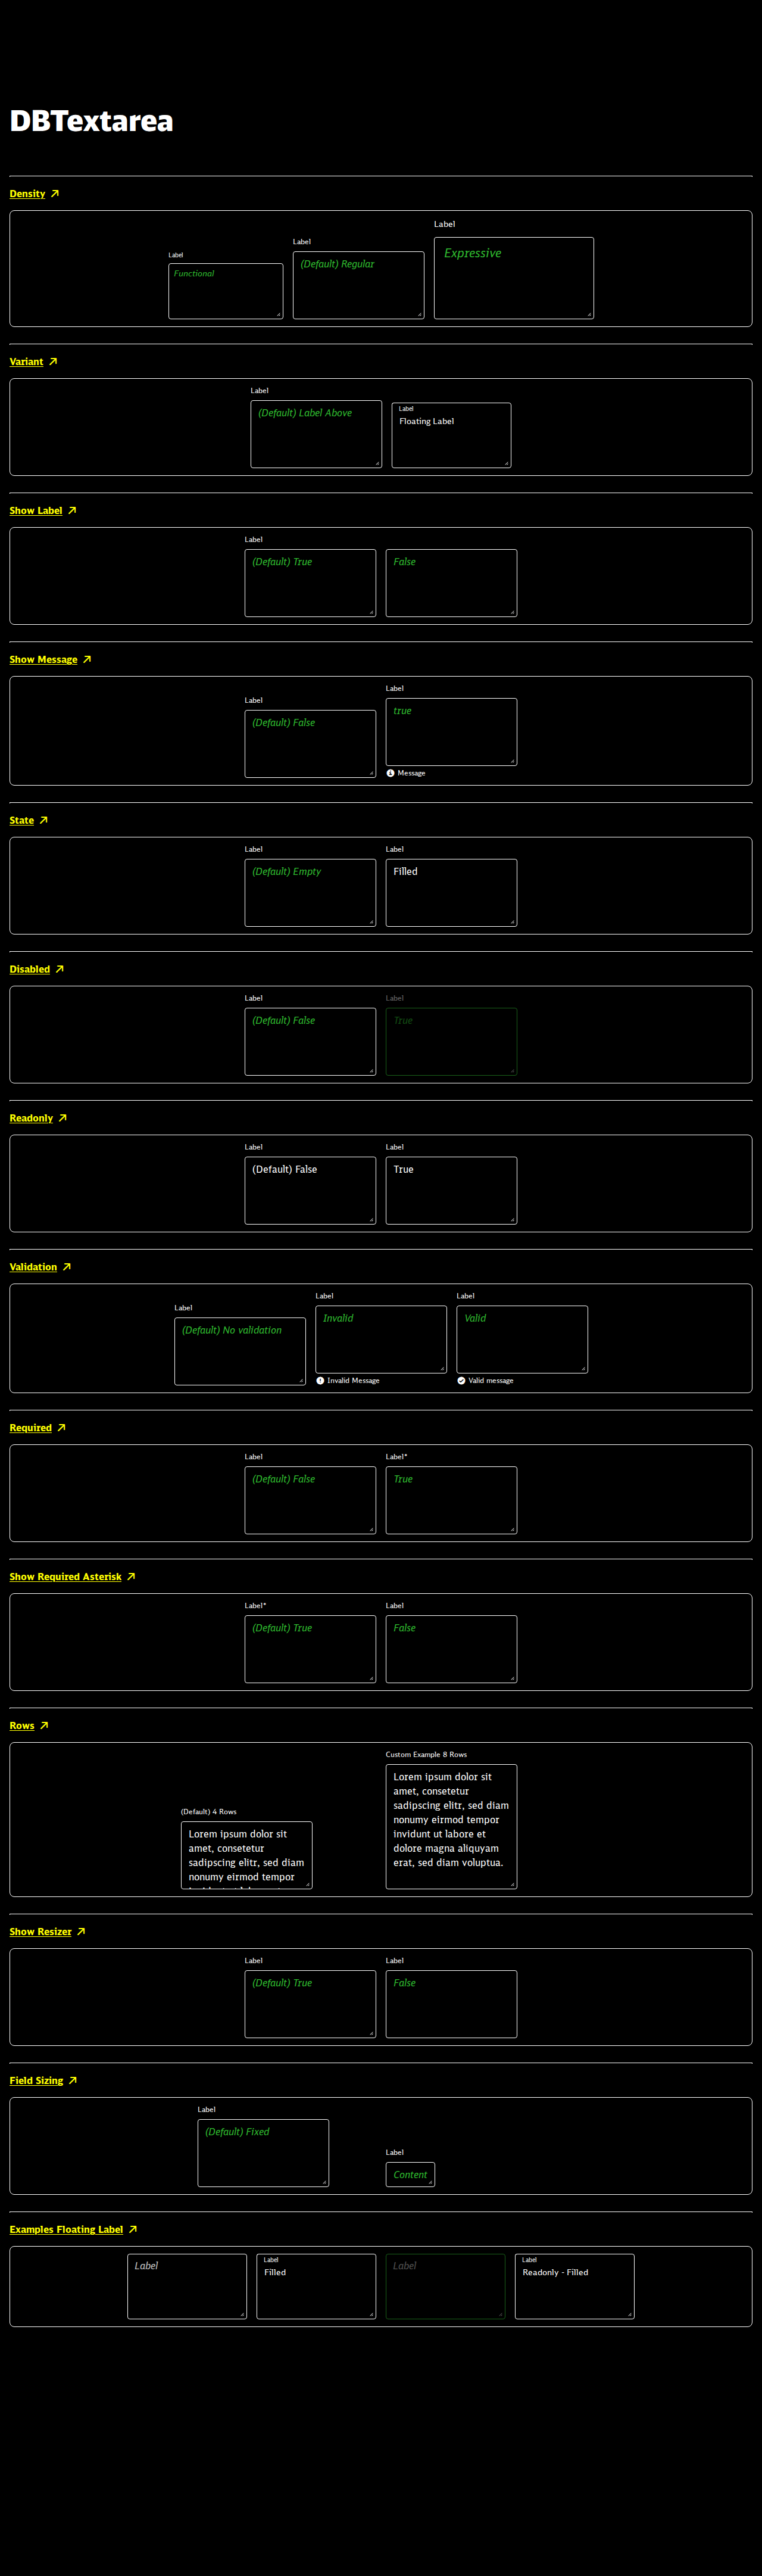 DBTextarea
Density
Label
Functional
Label
(Default) Regular
Label
Expressive
Variant
Label
(Default) Label Above
Label
Floating Label
Show Label
Label
(Default) True
False
Show Message
Label
(Default) False
Label
true
Message
State
Label
(Default) Empty
Label
Filled
Disabled
Label
(Default) False
Label
True
Readonly
Label
(Default) False
Label
True
Validation
Label
(Default) No validation
Label
Invalid
Invalid Message
Label
Valid
Valid message
Required
Label
(Default) False
Label*
True
Show Required Asterisk
Label*
(Default) True
Label
False
Rows
(Default) 4 Rows
Lorem ipsum dolor sit
amet, consetetur
sadipscing elitr, sed diam
nonumy eirmod tempor
Custom Example 8 Rows
Lorem ipsum dolor sit
amet, consetetur
sadipscing elitr, sed diam
nonumy eirmod tempor
invidunt ut labore et
dolore magna aliquyam
erat, sed diam voluptua.
Show Resizer
Label
(Default) True
Label
False
Field Sizing
Label
(Default) Fixed
Label
Content
Examples Floating Label
Label
Label
Filled
Label
Label
Readonly - Filled